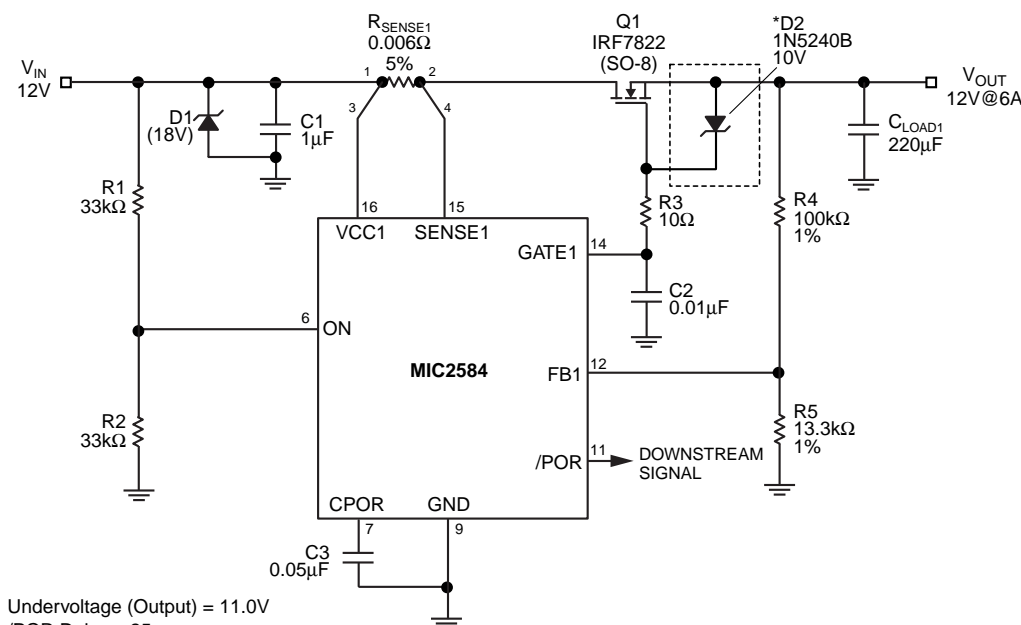 R_SENSE1
0.006Ω
5%
Q1
IRF7822
(SO-8)
*D2
1N5240B
10V
V_IN
12V
1
2
3
4
V_OUT
12V@6A
D1
(18V)
C1
1µF
C_LOAD1
220µF
R1
33kΩ
16
15
VCC1
SENSE1
R3
10Ω
R4
100kΩ
1%
GATE1
14
C2
0.01µF
6
ON
MIC2584
FB1
12
R2
33kΩ
R5
13.3kΩ
1%
/POR
11
DOWNSTREAM
SIGNAL
CPOR
GND
7
9
C3
0.05µF
Undervoltage (Output) = 11.0V